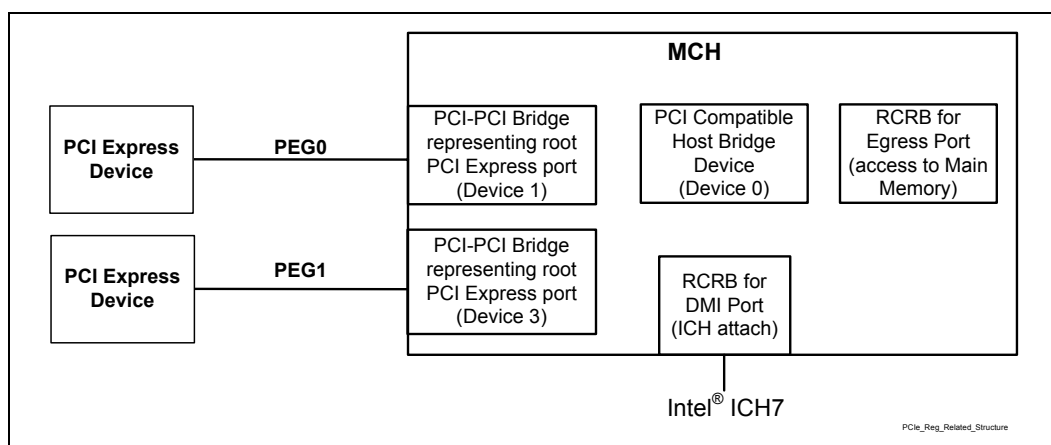 MCH
PCI Express
Device
PEG0
PCI-PCI Bridge
representing root
PCI Express port
(Device 1)
PCI Compatible
Host Bridge
Device
(Device 0)
RCRB for
Egress Port
(access to Main
Memory)
PCI Express
Device
PEG1
PCI-PCI Bridge
representing root
PCI Express port
(Device 3)
RCRB for
DMI Port
(ICH attach)
Intel® ICH7
PCIe_Reg_Related_Structure